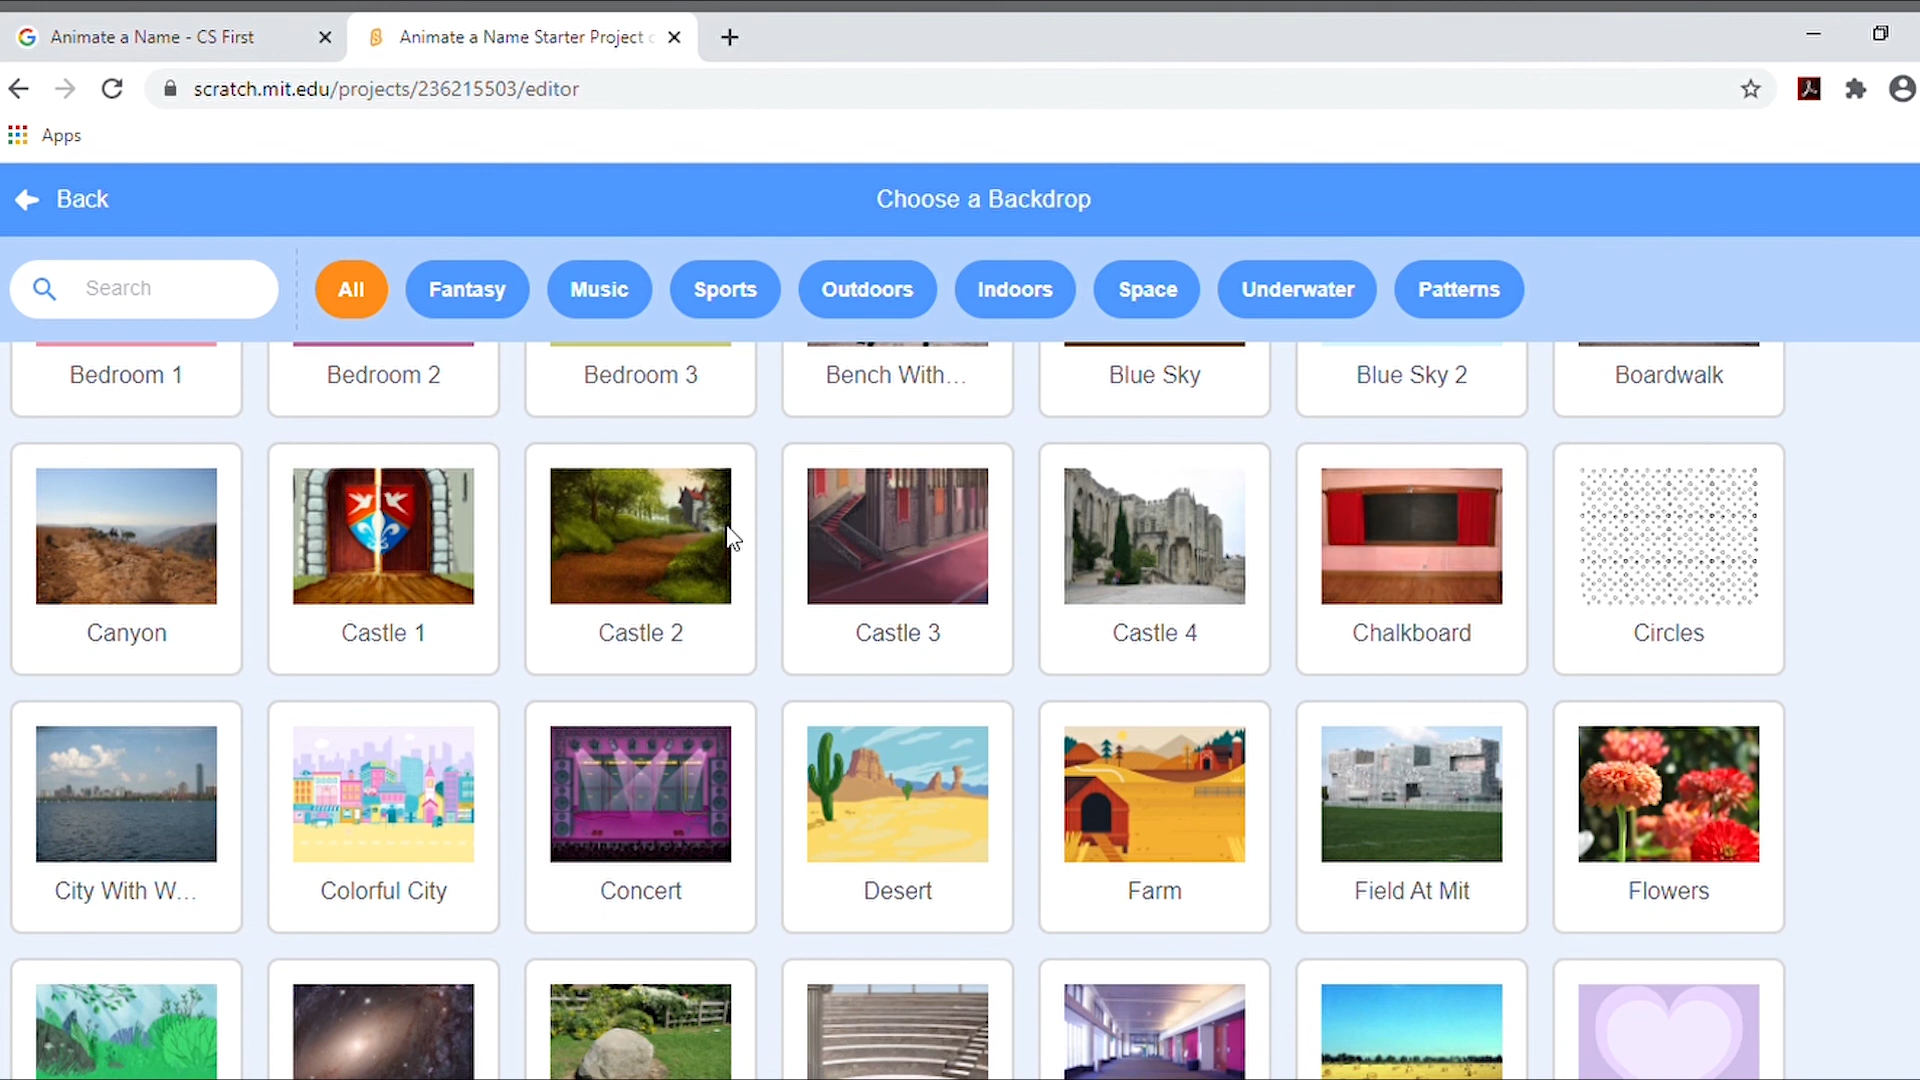 Animate a Name - CS First
Animate a Name Starter Project
scratch.mit.edu/projects/236215503/editor
Apps
Back
Choose a Backdrop
Search
All
Fantasy
Music
Sports
Outdoors
Indoors
Space
Underwater
Patterns
Bedroom 1
Bedroom 2
Bedroom 3
Bench With...
Blue Sky
Blue Sky 2
Boardwalk
Canyon
Castle 1
Castle 2
Castle 3
Castle 4
Chalkboard
Circles
City With W...
Colorful City
Concert
Desert
Farm
Field At Mit
Flowers